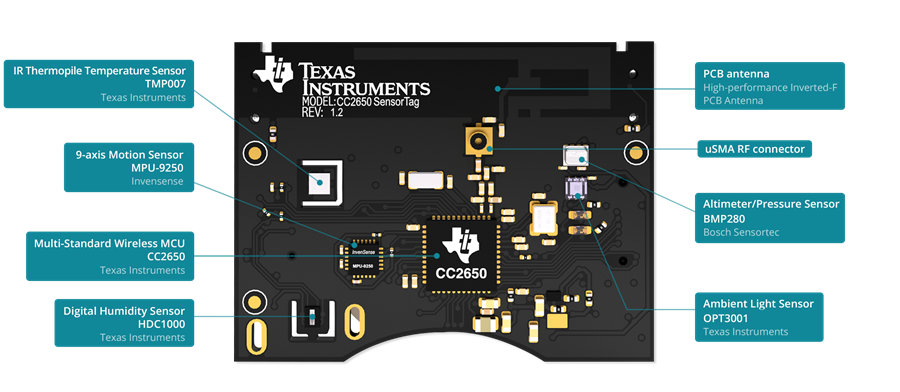 IR Thermopile Temperature Sensor
TMP007
Texas Instruments
9-axis Motion Sensor
MPU-9250
Invensense
Multi-Standard Wireless MCU
CC2650
Texas Instruments
Digital Humidity Sensor
HDC1000
Texas Instruments
TEXAS
INSTRUMENTS
MODEL:CC2650 SensorTag
REV: 1.2
InvenSense
MPU-9250
CC2650
PCB antenna
High-performance Inverted-F
PCB Antenna
uSMA RF connector
Altimeter/Pressure Sensor
BMP280
Bosch Sensortec
Ambient Light Sensor
OPT3001
Texas Instruments